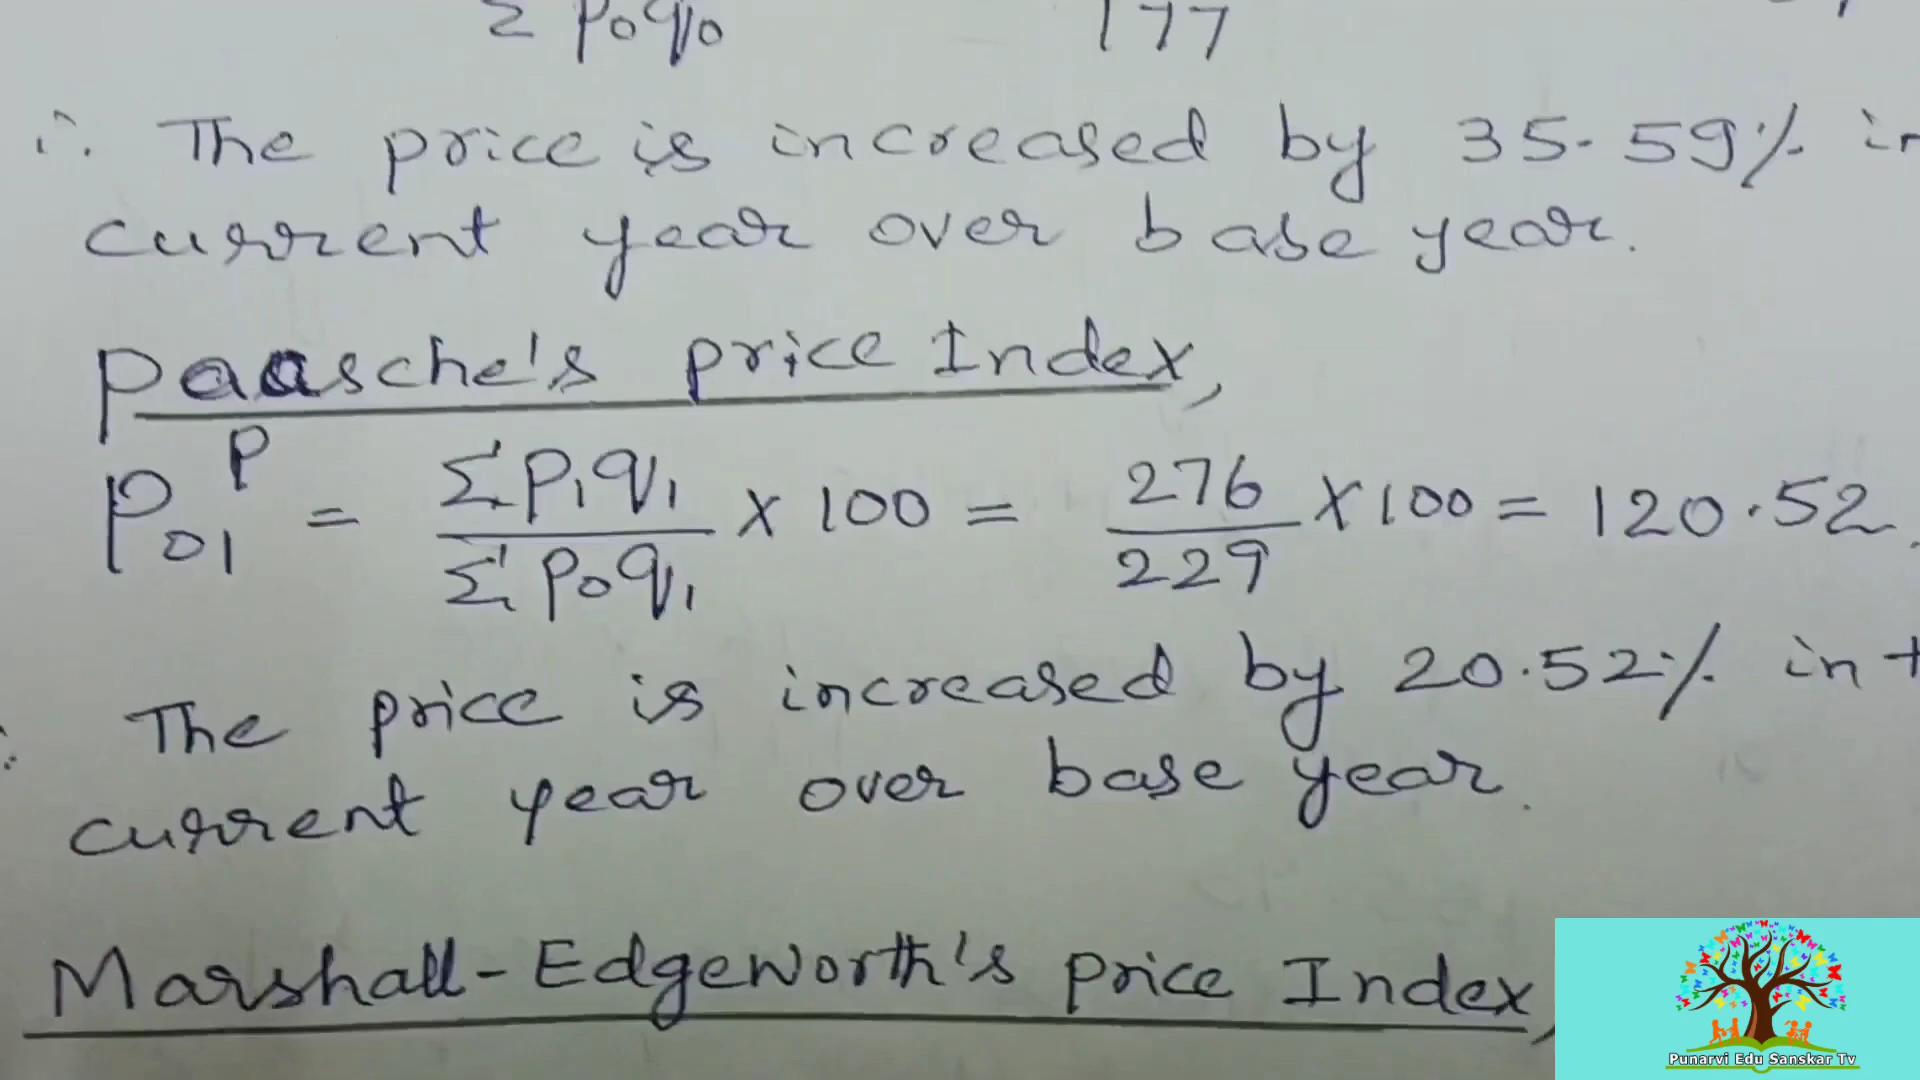 Σ p₀q₀ 177
∴ The price is increased by 35.59% in
current year over base year.
Paasche's price Index,
P₀₁ᴾ = Σp₁q₁ / Σp₀q₁ × 100 = 276 / 229 × 100 = 120.52.
∴ The price is increased by 20.52% in t
current year over base year.
Marshall-Edgeworth's price Index,
Punarvi Edu Sanskar Tv